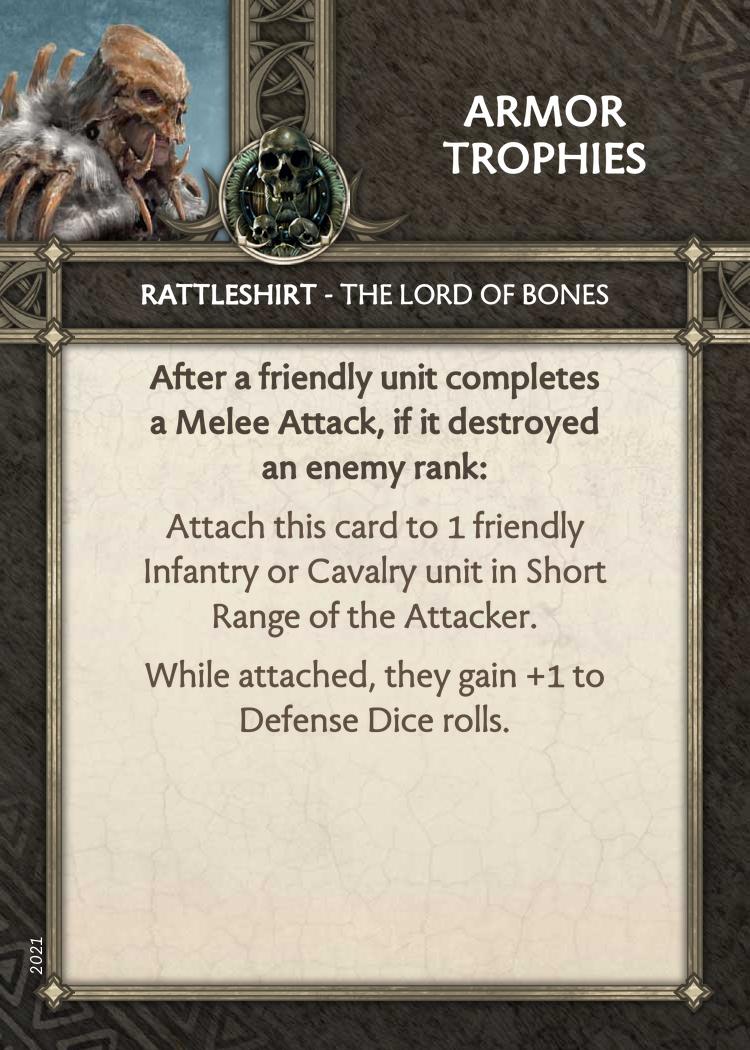 ARMOR
TROPHIES
RATTLESHIRT - THE LORD OF BONES
After a friendly unit completes
a Melee Attack, if it destroyed
an enemy rank:
Attach this card to 1 friendly
Infantry or Cavalry unit in Short
Range of the Attacker.
While attached, they gain +1 to
Defense Dice rolls.
2021